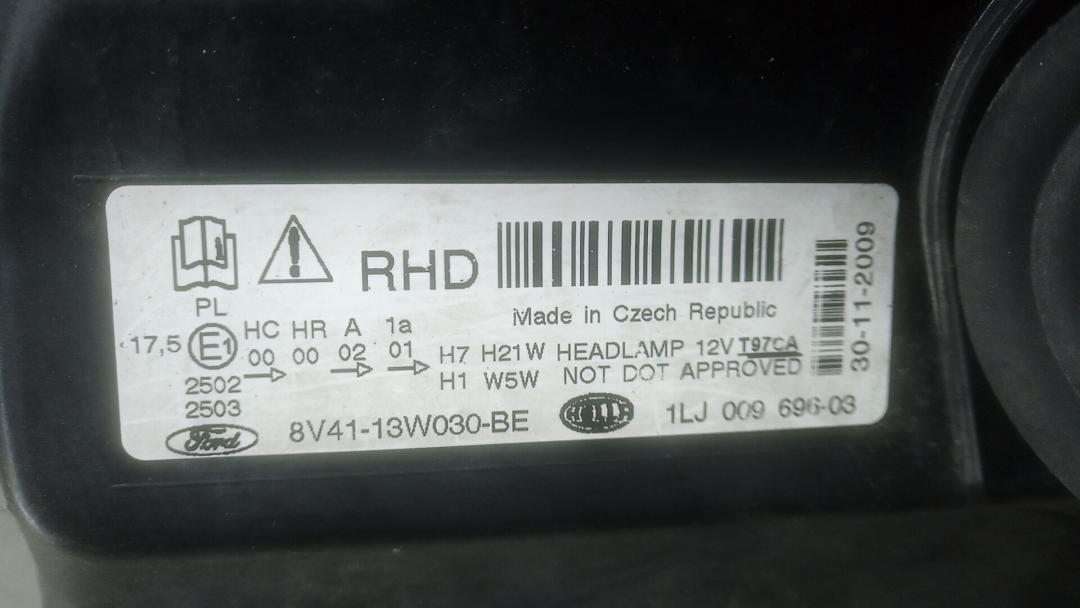 RHD
Made in Czech Republic
30-11-2009
PL
17,5 E1 HC HR A 1a
00 00 02 01
2502
2503
H7 H21W HEADLAMP 12V T97CA
H1 W5W NOT DOT APPROVED
Ford 8V41-13W030-BE HELLA 1LJ 009 696-03